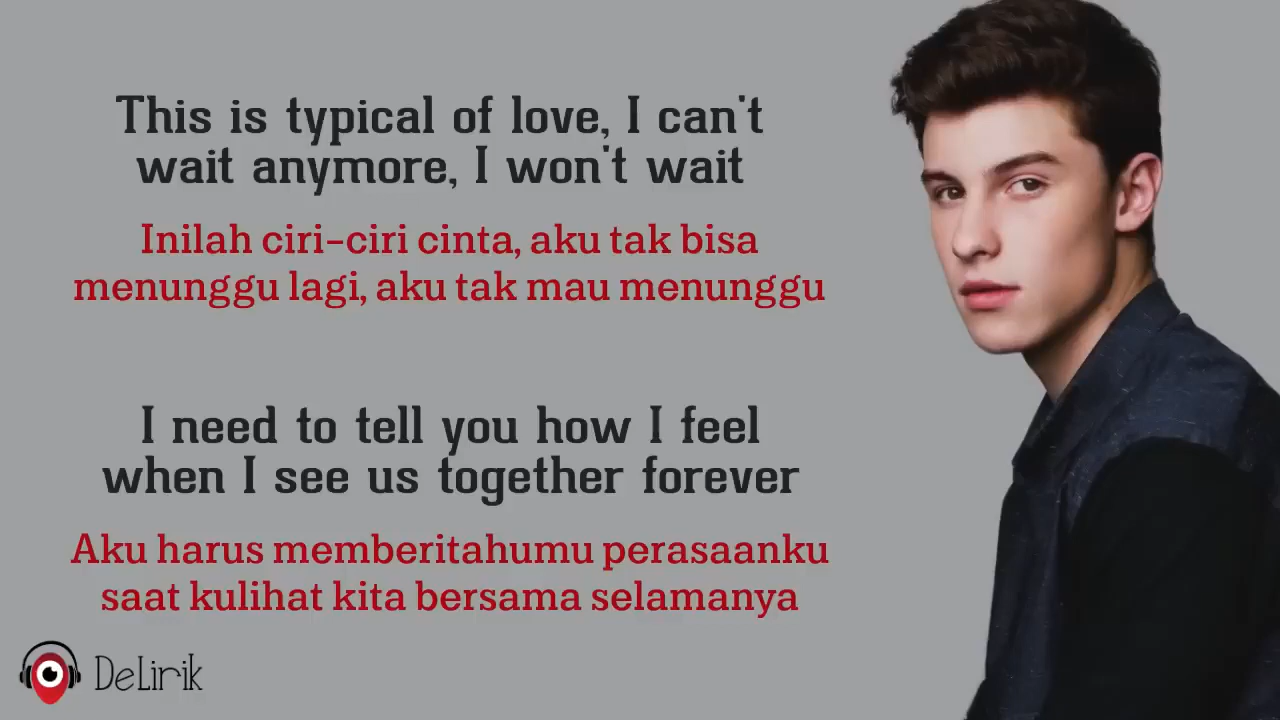 This is typical of love, I can't
wait anymore, I won't wait
Inilah ciri-ciri cinta, aku tak bisa
menunggu lagi, aku tak mau menunggu
I need to tell you how I feel
when I see us together forever
Aku harus memberitahumu perasaanku
saat kulihat kita bersama selamanya
DeLirik